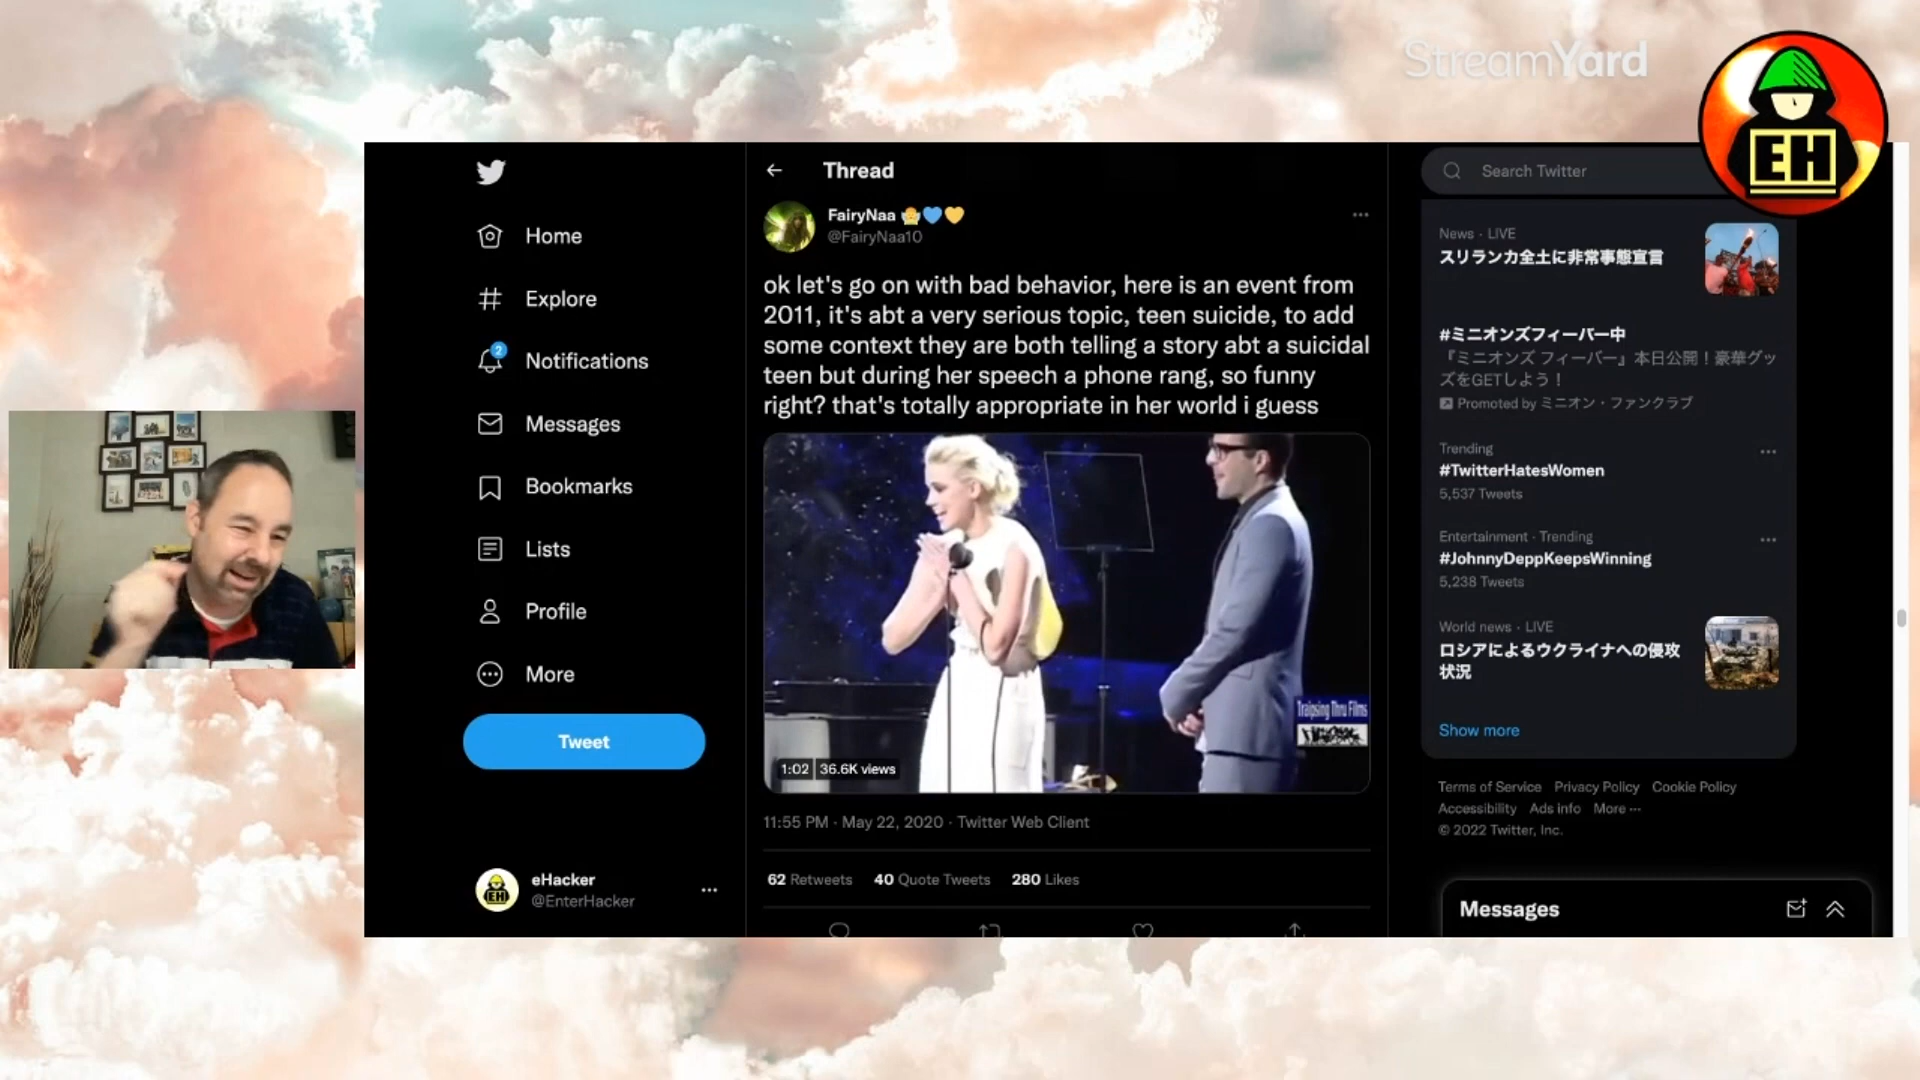 StreamYard
EH
Home
Explore
2
Notifications
Messages
Bookmarks
Lists
Profile
More
Tweet
eHacker
@EnterHacker
EH
Thread
FairyNaa
@FairyNaa10
ok let's go on with bad behavior, here is an event from
2011, it's abt a very serious topic, teen suicide, to add
some context they are both telling a story abt a suicidal
teen but during her speech a phone rang, so funny
right? that's totally appropriate in her world i guess
Traipsing Thru Films
1:02 36.6K views
11:55 PM · May 22, 2020 · Twitter Web Client
62 Retweets 40 Quote Tweets 280 Likes
Search Twitter
News · LIVE
スリランカ全土に非常事態宣言
#ミニオンズフィーバー中
『ミニオンズ フィーバー』本日公開！豪華グッ
ズをGETしよう！
Promoted by ミニオン・ファンクラブ
Trending
#TwitterHatesWomen
5,537 Tweets
Entertainment · Trending
#JohnnyDeppKeepsWinning
5,238 Tweets
World news · LIVE
ロシアによるウクライナへの侵攻
状況
Show more
Terms of Service Privacy Policy Cookie Policy
Accessibility Ads info More ···
© 2022 Twitter, Inc.
Messages